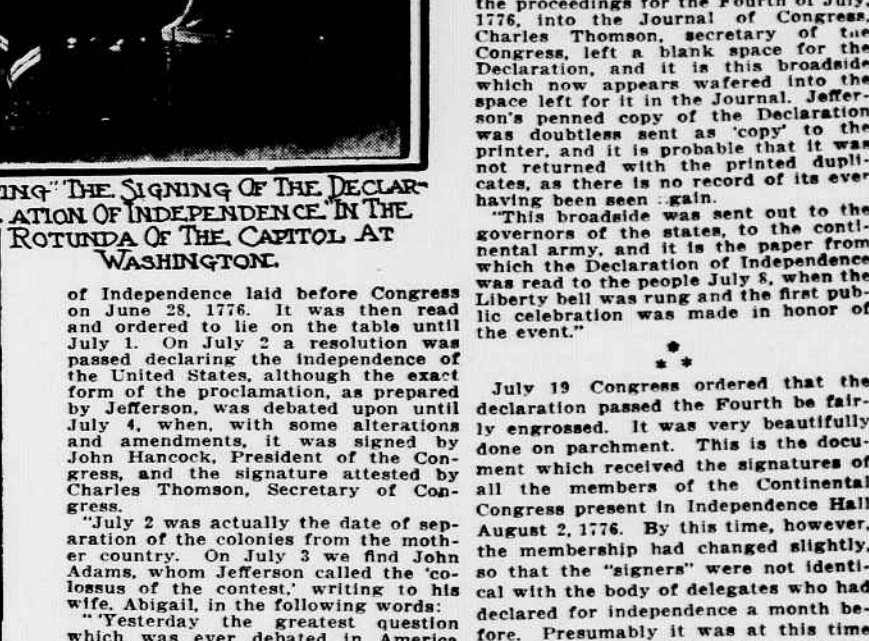 ING" THE SIGNING OF THE DECLAR-
ATION OF INDEPENDENCE" IN THE
ROTUNDA OF THE CAPITOL AT
WASHINGTON.
of Independence laid before Congress
on June 28, 1776. It was then read
and ordered to lie on the table until
July 1. On July 2 a resolution was
passed declaring the independence of
the United States, although the exact
form of the proclamation, as prepared
by Jefferson, was debated upon until
July 4, when, with some alterations
and amendments, it was signed by
John Hancock, President of the Con-
gress, and the signature attested by
Charles Thomson, Secretary of Con-
gress.
"July 2 was actually the date of sep-
aration of the colonies from the moth-
er country. On July 3 we find John
Adams, whom Jefferson called the 'co-
lossus of the contest,' writing to his
wife, Abigail, in the following words:
"'Yesterday the greatest question
which was ever debated in America
the proceedings for the Fourth of July,
1776, into the Journal of Congress,
Charles Thomson, secretary of the
Congress, left a blank space for the
Declaration, and it is this broadside
which now appears wafered into the
space left for it in the Journal. Jeffer-
son's penned copy of the Declaration
was doubtless sent as 'copy' to the
printer, and it is probable that it was
not returned with the printed dupli-
cates, as there is no record of its ever
having been seen again.
"This broadside was sent out to the
governors of the states, to the conti-
nental army, and it is the paper from
which the Declaration of Independence
was read to the people July 8, when the
Liberty bell was rung and the first pub-
lic celebration was made in honor of
the event."
* * *
July 19 Congress ordered that the
declaration passed the Fourth be fair-
ly engrossed. It was very beautifully
done on parchment. This is the docu-
ment which received the signatures of
all the members of the Continental
Congress present in Independence Hall
August 2, 1776. By this time, however,
the membership had changed slightly,
so that the "signers" were not identi-
cal with the body of delegates who had
declared for independence a month be-
fore. Presumably it was at this time